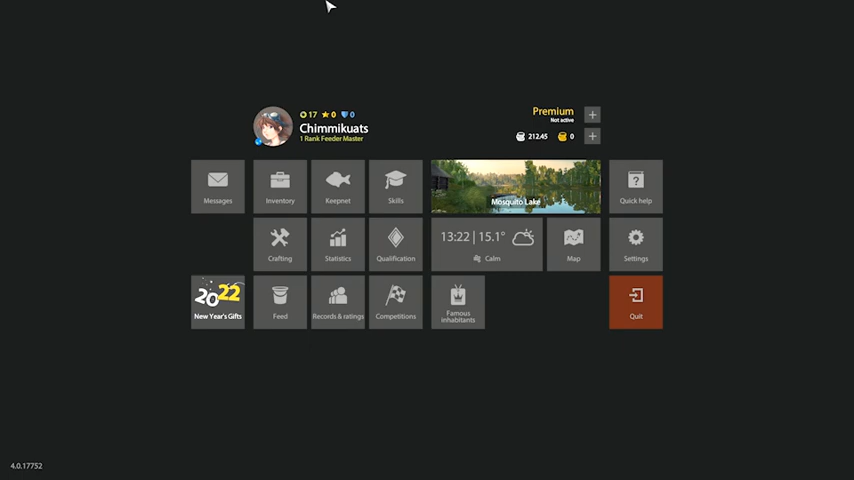 17 0 0
Chimmikuats
1 Rank Feeder Master
Premium
Not active
212.45 0
Messages
Inventory
Keepnet
Skills
Mosquito Lake
Quick help
Crafting
Statistics
Qualification
13:22 | 15.1°
Calm
Map
Settings
2022
New Year's Gifts
Feed
Records & ratings
Competitions
Famous
inhabitants
Quit
4.0.17752